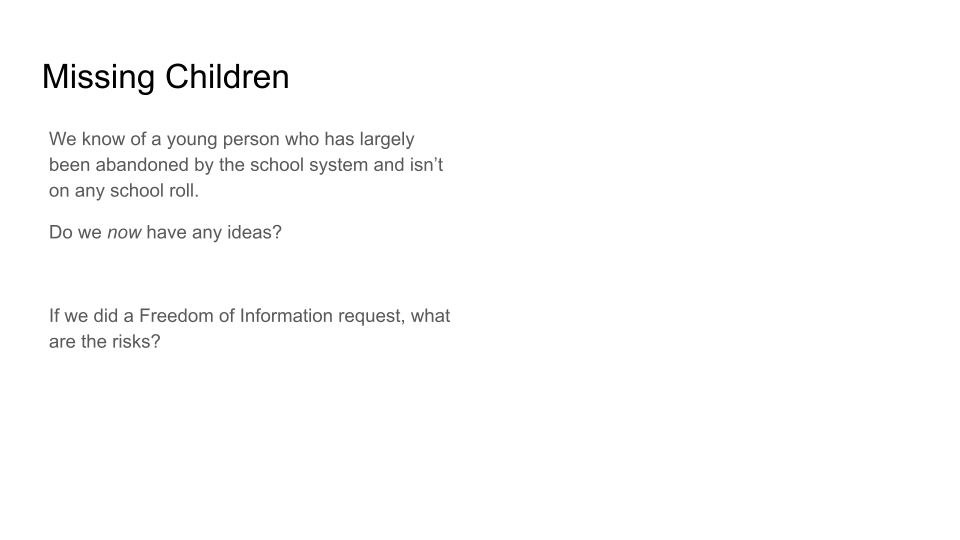 Missing Children
We know of a young person who has largely
been abandoned by the school system and isn’t
on any school roll.
Do we now have any ideas?
If we did a Freedom of Information request, what
are the risks?